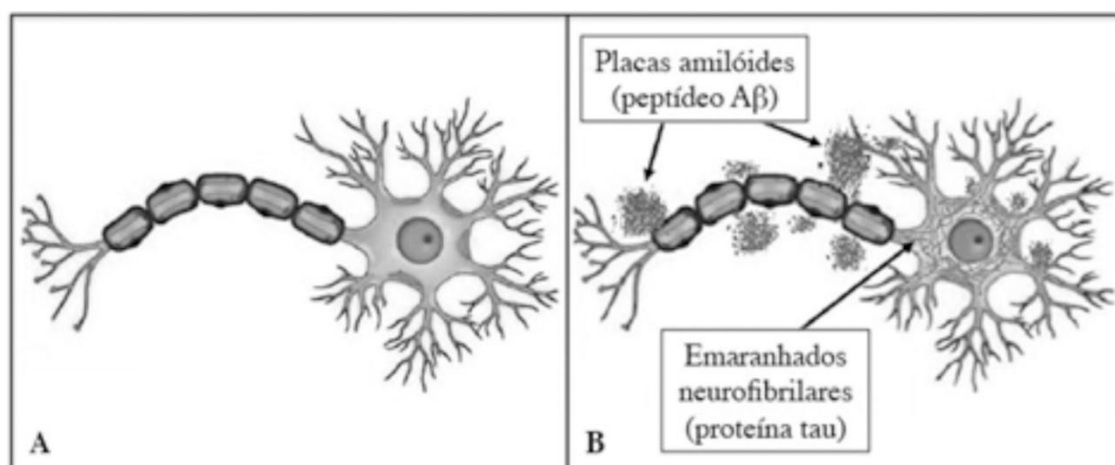 Placas amilóides
(peptídeo Aβ)
Emaranhados
neurofibrilares
(proteína tau)
A
B